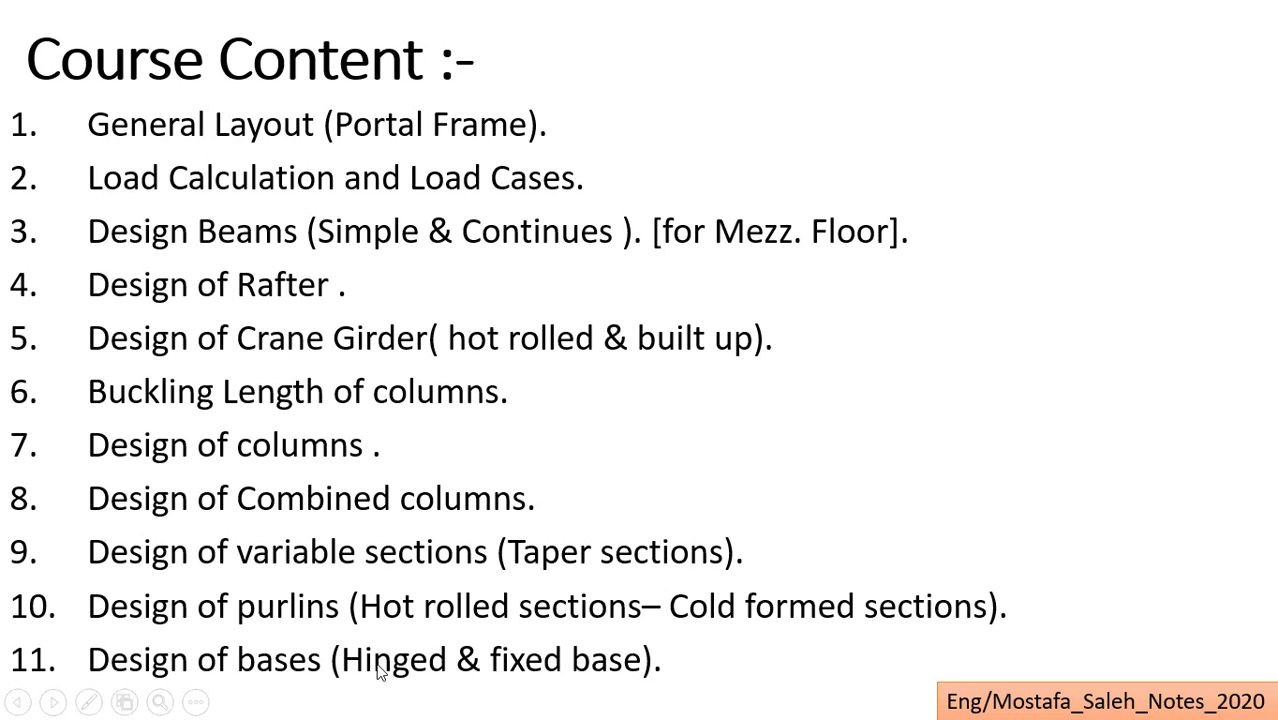 Course Content :-
1. General Layout (Portal Frame).
2. Load Calculation and Load Cases.
3. Design Beams (Simple & Continues ). [for Mezz. Floor].
4. Design of Rafter .
5. Design of Crane Girder( hot rolled & built up).
6. Buckling Length of columns.
7. Design of columns .
8. Design of Combined columns.
9. Design of variable sections (Taper sections).
10. Design of purlins (Hot rolled sections– Cold formed sections).
11. Design of bases (Hinged & fixed base).
Eng/Mostafa_Saleh_Notes_2020